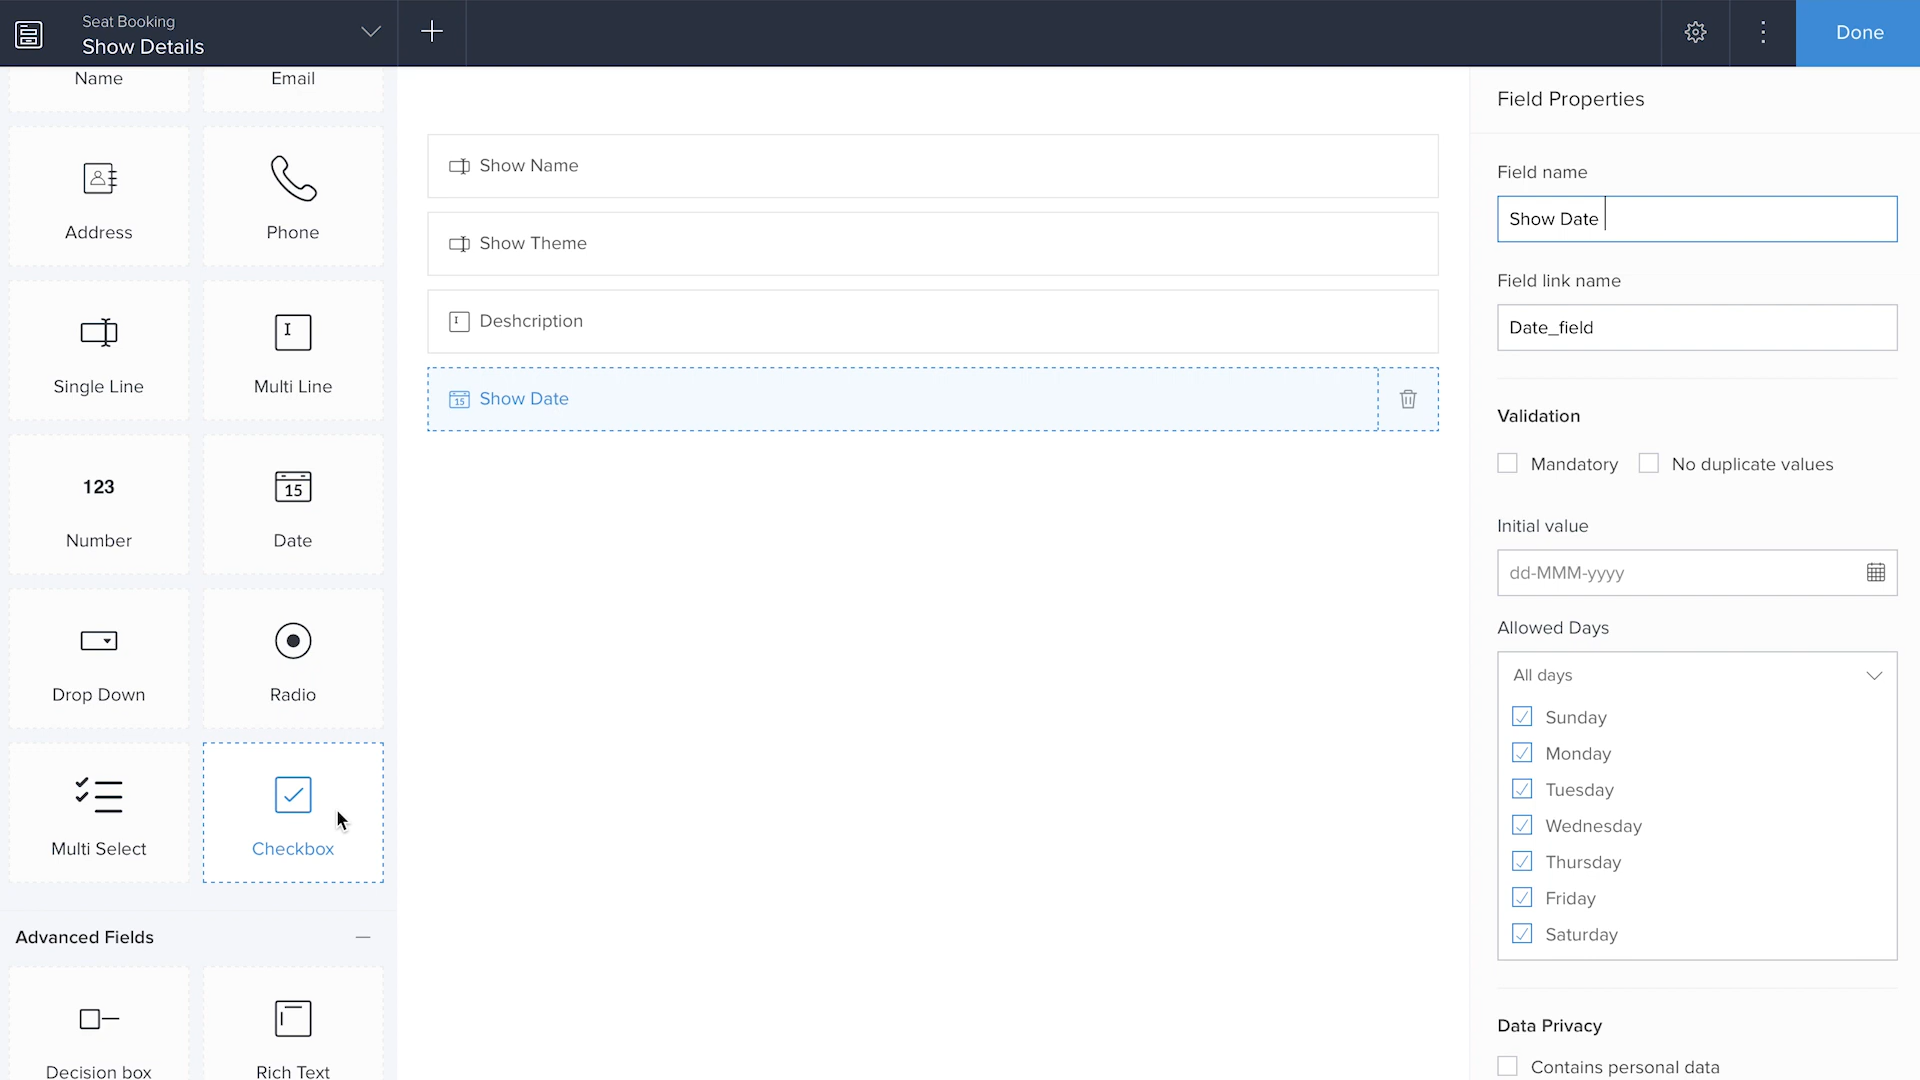 Seat Booking
Show Details
Done
Name
Email
Address
Phone
Single Line
Multi Line
123
Number
15
Date
Drop Down
Radio
Multi Select
Checkbox
Advanced Fields
Decision box
Rich Text
Show Name
Show Theme
Deshcription
15 Show Date
Field Properties
Field name
Show Date
Field link name
Date_field
Validation
Mandatory
No duplicate values
Initial value
dd-MMM-yyyy
Allowed Days
All days
Sunday
Monday
Tuesday
Wednesday
Thursday
Friday
Saturday
Data Privacy
Contains personal data